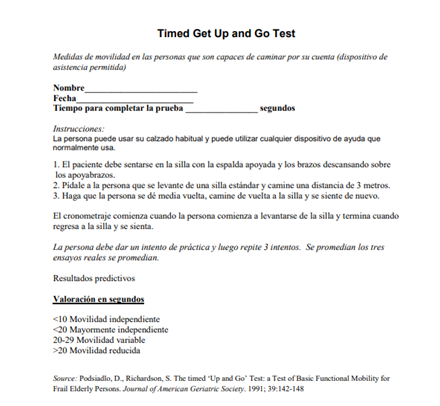 Timed Get Up and Go Test
Medidas de movilidad en las personas que son capaces de caminar por su cuenta (dispositivo de
asistencia permitida)
Nombre__________________________
Fecha__________________________
Tiempo para completar la prueba ________________ segundos
Instrucciones:
La persona puede usar su calzado habitual y puede utilizar cualquier dispositivo de ayuda que
normalmente usa.
1. El paciente debe sentarse en la silla con la espalda apoyada y los brazos descansando sobre
los apoyabrazos.
2. Pídale a la persona que se levante de una silla estándar y camine una distancia de 3 metros.
3. Haga que la persona se dé media vuelta, camine de vuelta a la silla y se siente de nuevo.
El cronometraje comienza cuando la persona comienza a levantarse de la silla y termina cuando
regresa a la silla y se sienta.
La persona debe dar un intento de práctica y luego repite 3 intentos. Se promedian los tres
ensayos reales se promedian.
Resultados predictivos
Valoración en segundos
<10 Movilidad independiente
<20 Mayormente independiente
20-29 Movilidad variable
>20 Movilidad reducida
Source: Podsiadlo, D., Richardson, S. The timed ‘Up and Go’ Test: a Test of Basic Functional Mobility for
Frail Elderly Persons. Journal of American Geriatric Society. 1991; 39:142-148